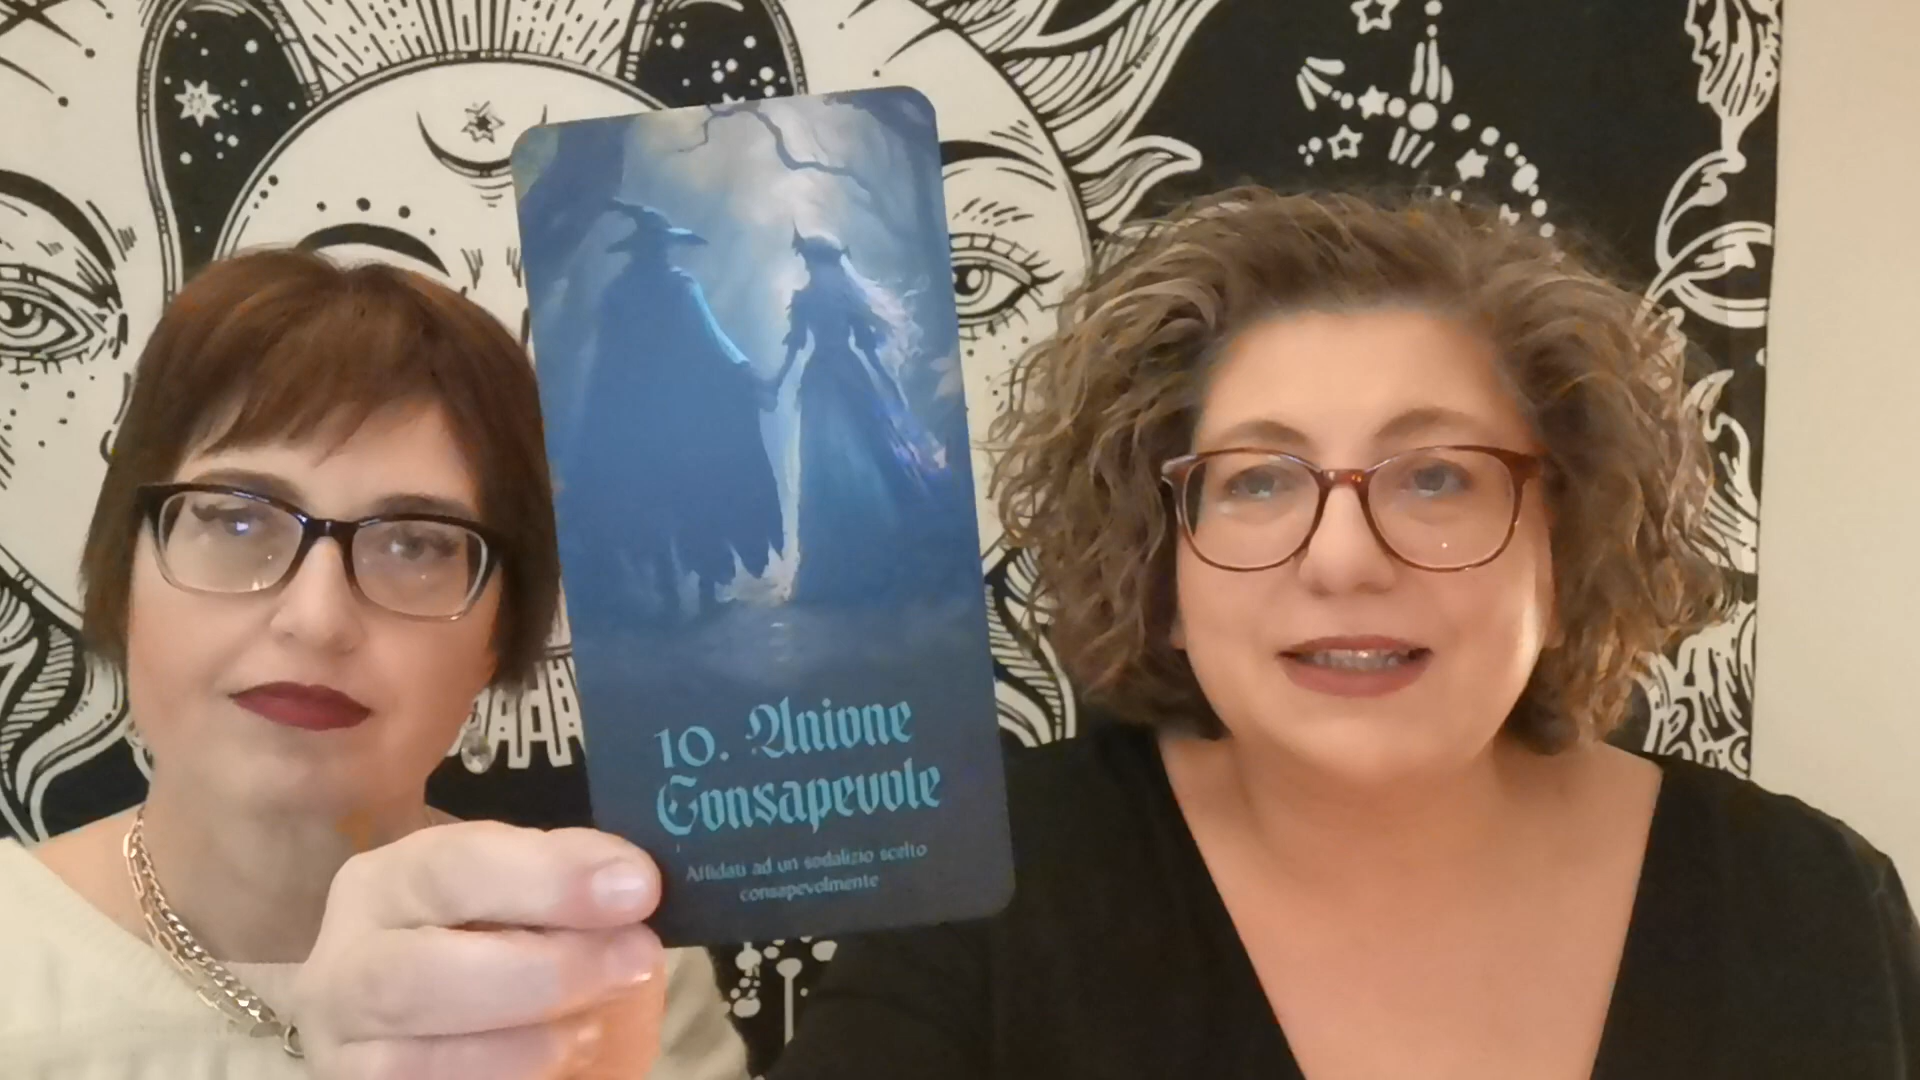 10. Unione
Consapevole
Affidati ad un sodalizio scelto
consapevolmente